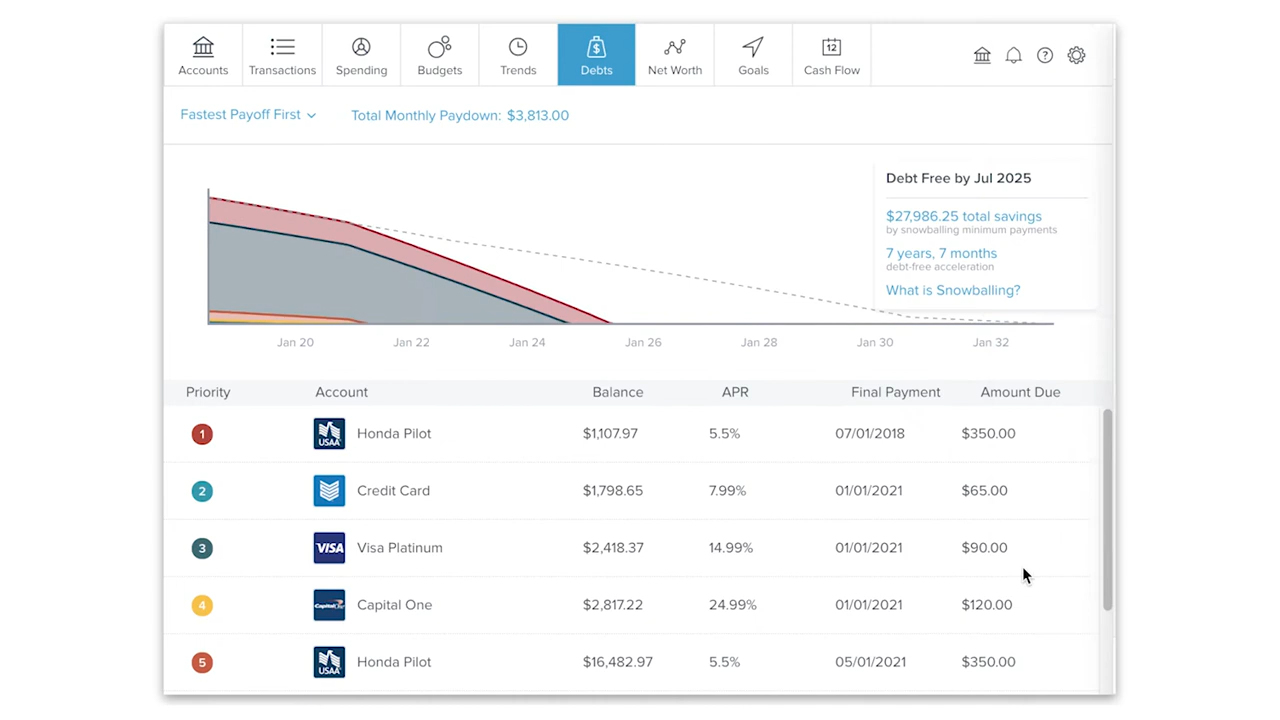 Accounts
Transactions
Spending
Budgets
Trends
$
Debts
Net Worth
Goals
12
Cash Flow
?
Fastest Payoff First
Total Monthly Paydown: $3,813.00
Debt Free by Jul 2025
$27,986.25 total savings
by snowballing minimum payments
7 years, 7 months
debt-free acceleration
What is Snowballing?
Jan 20 Jan 22 Jan 24 Jan 26 Jan 28 Jan 30 Jan 32
Priority Account Balance APR Final Payment Amount Due
1 USAA Honda Pilot $1,107.97 5.5% 07/01/2018 $350.00
2 Credit Card $1,798.65 7.99% 01/01/2021 $65.00
3 VISA Visa Platinum $2,418.37 14.99% 01/01/2021 $90.00
4 Capital One Capital One $2,817.22 24.99% 01/01/2021 $120.00
5 USAA Honda Pilot $16,482.97 5.5% 05/01/2021 $350.00